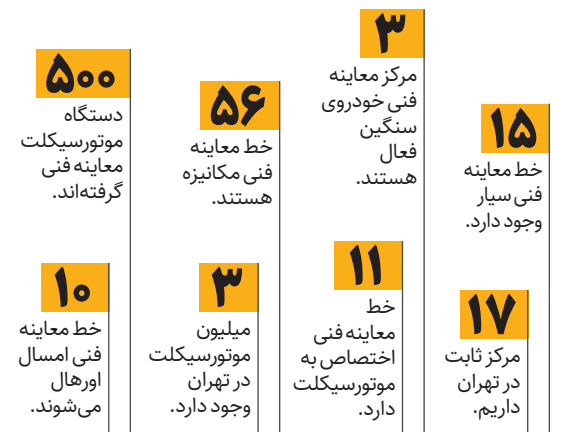 ۳
مرکز معاینه
فنی خودروی
سنگین
فعال
هستند.
۱۵
خط معاینه
فنی سیار
وجود دارد.
۵۶
خط معاینه
فنی مکانیزه
هستند.
۵۰۰
دستگاه
موتورسیکلت
معاینه فنی
گرفته‌اند.
۱۷
مرکز ثابت
در تهران
داریم.
۱۱
خط
معاینه فنی
اختصاص به
موتورسیکلت
دارد.
۳
میلیون
موتورسیکلت
در تهران
وجود دارد.
۱۰
خط معاینه
فنی امسال
اورهال
می‌شوند.